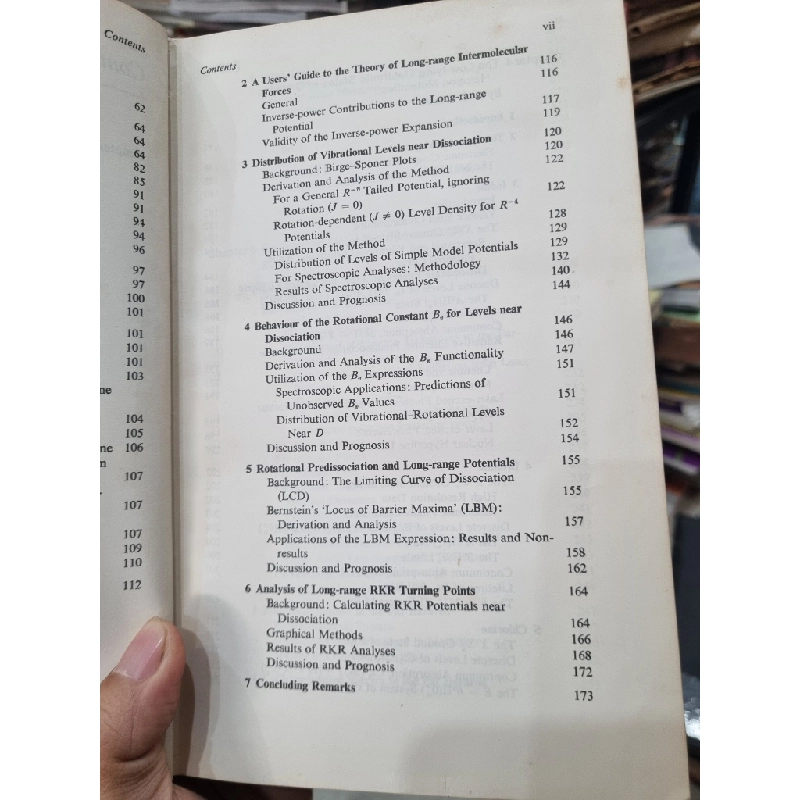 Contents
62
64
64
64
82
85
91
91
94
94
96
97
97
100
101
101
101
101
103
ne
104
105
ne 106
n
107
107
107
109
110
112
Contents vii
2 A Users' Guide to the Theory of Long-range Intermolecular
Forces 116
General 116
Inverse-power Contributions to the Long-range
Potential 117
Validity of the Inverse-power Expansion 119
3 Distribution of Vibrational Levels near Dissociation 120
Background: Birge-Sponer Plots 120
Derivation and Analysis of the Method 122
For a General R⁻ⁿ Tailed Potential, ignoring
Rotation (J = 0) 122
Rotation-dependent (J ≠ 0) Level Density for R⁻⁴
Potentials 128
Utilization of the Method 129
Distribution of Levels of Simple Model Potentials 129
For Spectroscopic Analyses: Methodology 132
Results of Spectroscopic Analyses 140
Discussion and Prognosis 144
4 Behaviour of the Rotational Constant Bᵥ for Levels near
Dissociation 146
Background 146
Derivation and Analysis of the Bᵥ Functionality 147
Utilization of the Bᵥ Expressions 151
Spectroscopic Applications: Predictions of
Unobserved Bᵥ Values 151
Distribution of Vibrational-Rotational Levels
Near D 152
Discussion and Prognosis 154
5 Rotational Predissociation and Long-range Potentials 155
Background: The Limiting Curve of Dissociation
(LCD) 155
Bernstein's 'Locus of Barrier Maxima' (LBM):
Derivation and Analysis 157
Applications of the LBM Expression: Results and Non-
results 158
Discussion and Prognosis 162
6 Analysis of Long-range RKR Turning Points 164
Background: Calculating RKR Potentials near
Dissociation 164
Graphical Methods 166
Results of RKR Analyses 168
Discussion and Prognosis 172
7 Concluding Remarks 173